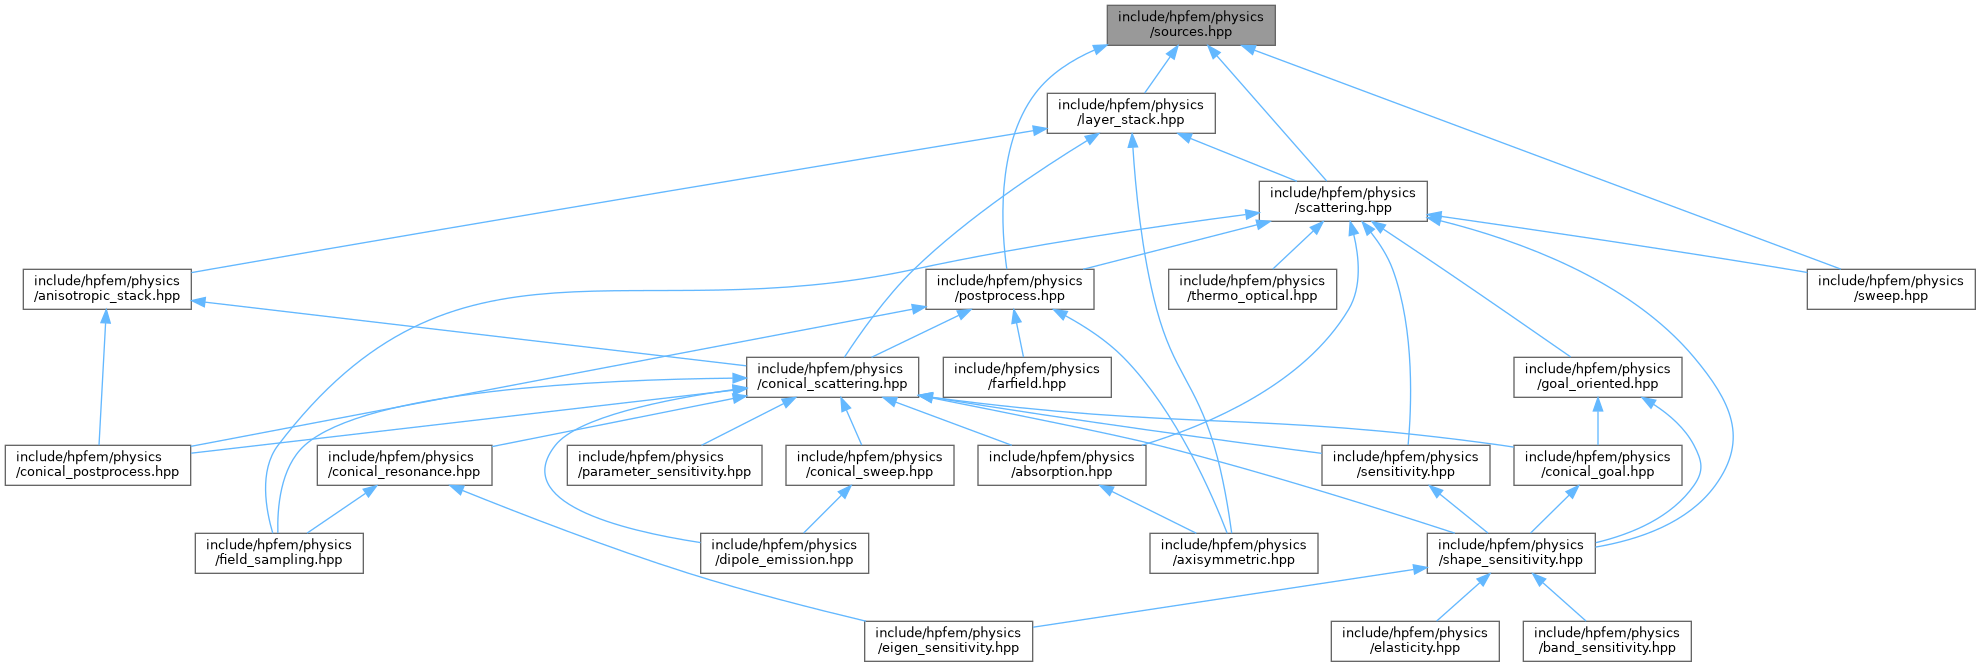 include/hpfem/physics
/sources.hpp
include/hpfem/physics
/layer_stack.hpp
include/hpfem/physics
/scattering.hpp
include/hpfem/physics
/anisotropic_stack.hpp
include/hpfem/physics
/postprocess.hpp
include/hpfem/physics
/thermo_optical.hpp
include/hpfem/physics
/sweep.hpp
include/hpfem/physics
/conical_scattering.hpp
include/hpfem/physics
/farfield.hpp
include/hpfem/physics
/goal_oriented.hpp
include/hpfem/physics
/conical_postprocess.hpp
include/hpfem/physics
/conical_resonance.hpp
include/hpfem/physics
/parameter_sensitivity.hpp
include/hpfem/physics
/conical_sweep.hpp
include/hpfem/physics
/absorption.hpp
include/hpfem/physics
/sensitivity.hpp
include/hpfem/physics
/conical_goal.hpp
include/hpfem/physics
/field_sampling.hpp
include/hpfem/physics
/dipole_emission.hpp
include/hpfem/physics
/axisymmetric.hpp
include/hpfem/physics
/shape_sensitivity.hpp
include/hpfem/physics
/eigen_sensitivity.hpp
include/hpfem/physics
/elasticity.hpp
include/hpfem/physics
/band_sensitivity.hpp